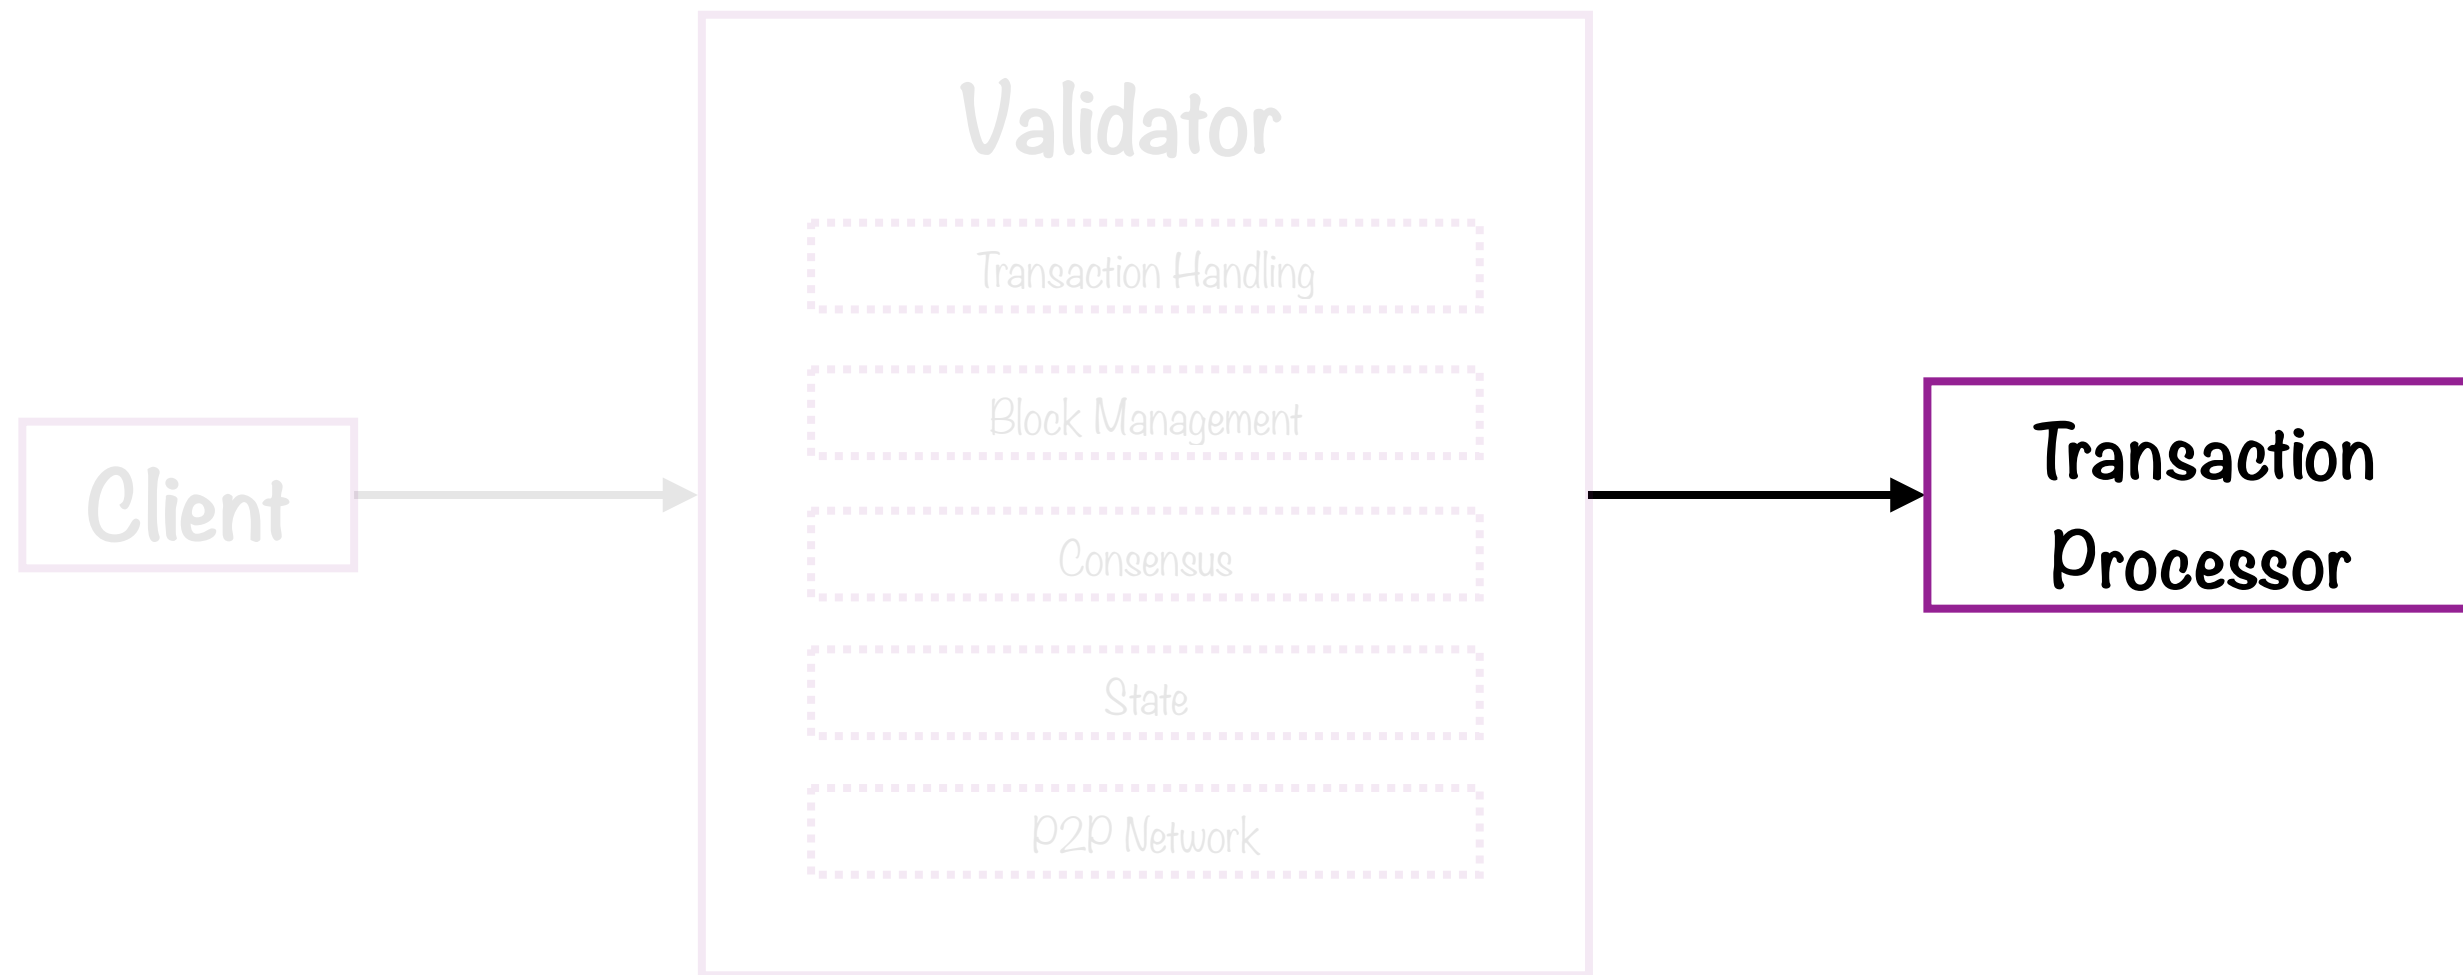 Validator
Transaction Handling
Block Management
Consensus
State
P2P Network
Client
Transaction
Processor